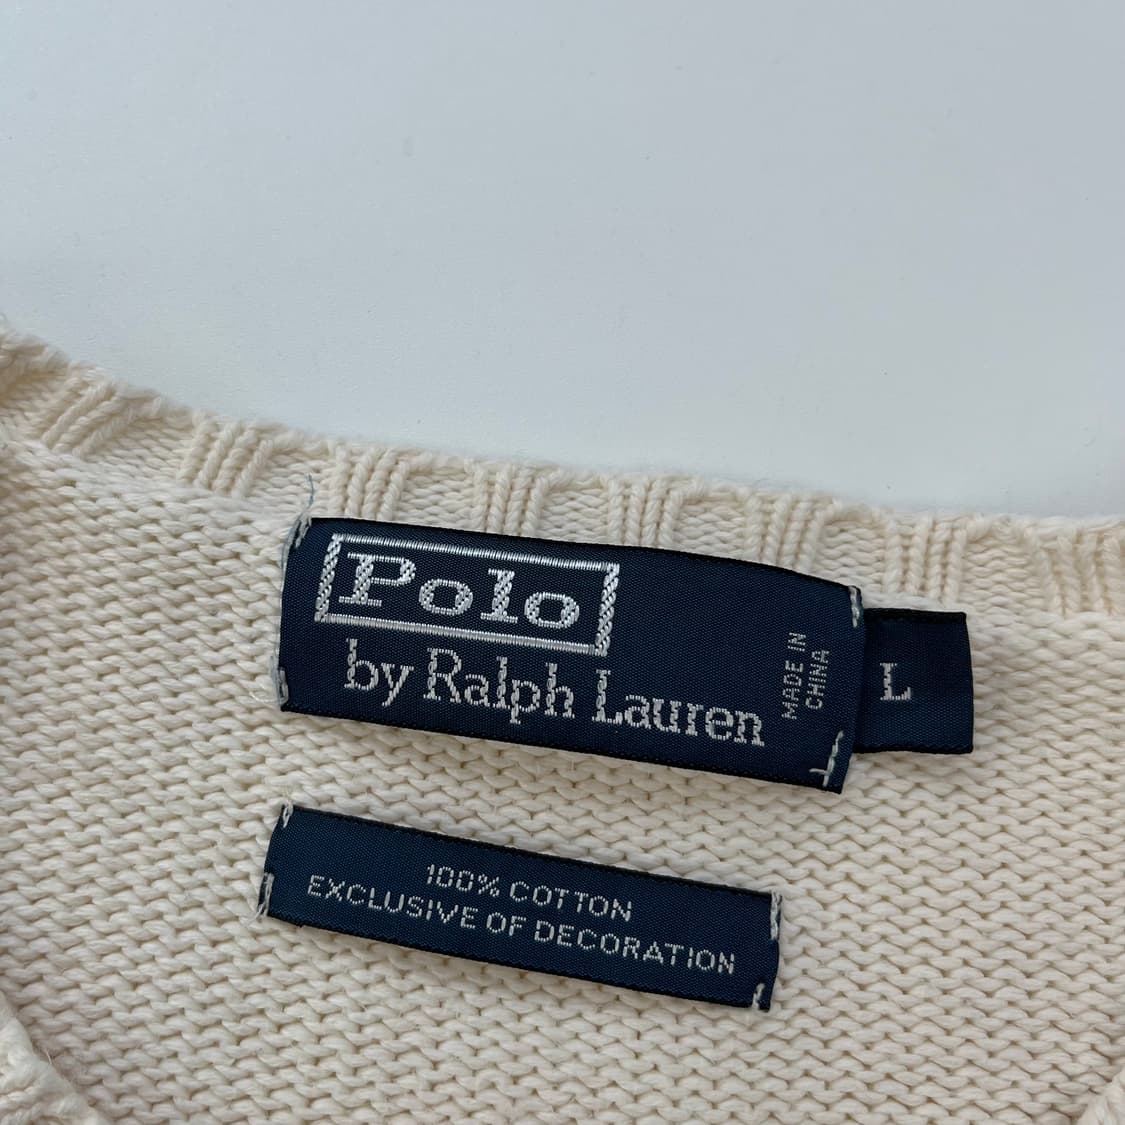 Polo
by Ralph Lauren
MADE IN
CHINA
L
100% COTTON
EXCLUSIVE OF DECORATION